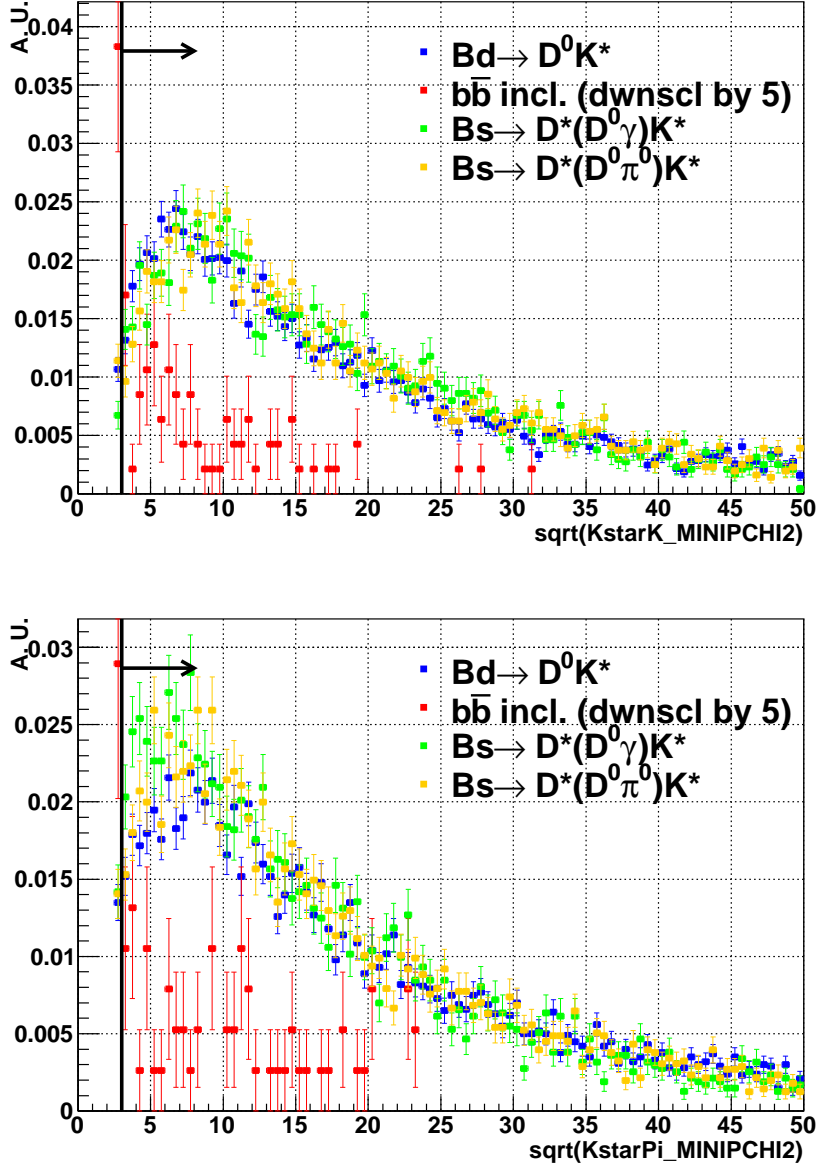 A. U.
0.04
0.035
0.03
0.025
0.02
0.015
0.01
0.005
0
Bd→ D⁰K*
bb̅ incl. (dwnscl by 5)
Bs→ D*(D⁰γ)K*
Bs→ D*(D⁰π⁰)K*
0 5 10 15 20 25 30 35 40 45 50
sqrt(KstarK_MINIPCHI2)
A. U.
0.03
0.025
0.02
0.015
0.01
0.005
0
Bd→ D⁰K*
bb̅ incl. (dwnscl by 5)
Bs→ D*(D⁰γ)K*
Bs→ D*(D⁰π⁰)K*
0 5 10 15 20 25 30 35 40 45 50
sqrt(KstarPi_MINIPCHI2)